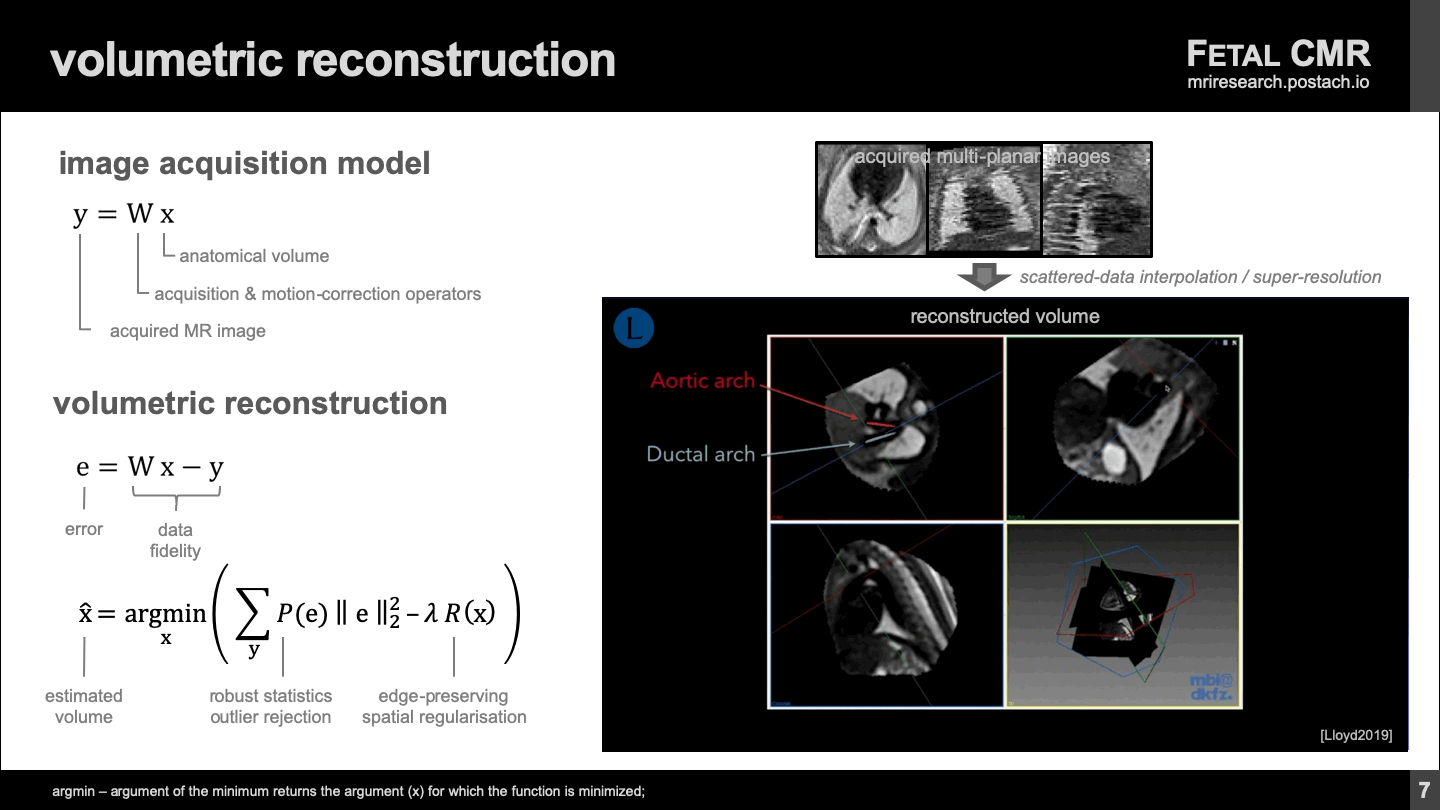 volumetric reconstruction
FETAL CMR
mriresearch.postach.io
image acquisition model
y = W x
anatomical volume
acquisition & motion-correction operators
acquired MR image
volumetric reconstruction
e = W x − y
error
data
fidelity
x̂ = argmin ( ∑ P(e) ‖ e ‖₂² − λ R(x) )
x
y
estimated
volume
robust statistics
outlier rejection
edge-preserving
spatial regularisation
acquired multi-planar images
scattered-data interpolation / super-resolution
L
reconstructed volume
Aortic arch
Ductal arch
mbi@
dkfz.
[Lloyd2019]
argmin – argument of the minimum returns the argument (x) for which the function is minimized;
7